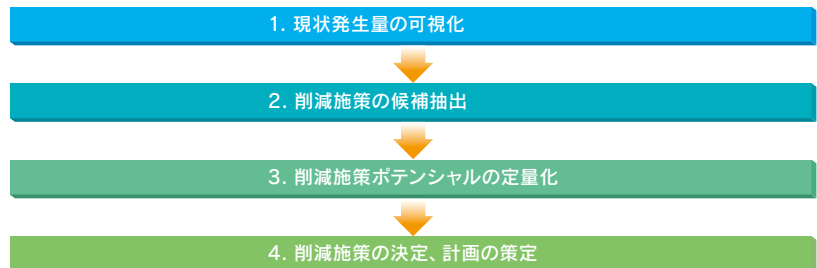 1. 現状発生量の可視化
2. 削減施策の候補抽出
3. 削減施策ポテンシャルの定量化
4. 削減施策の決定、計画の策定